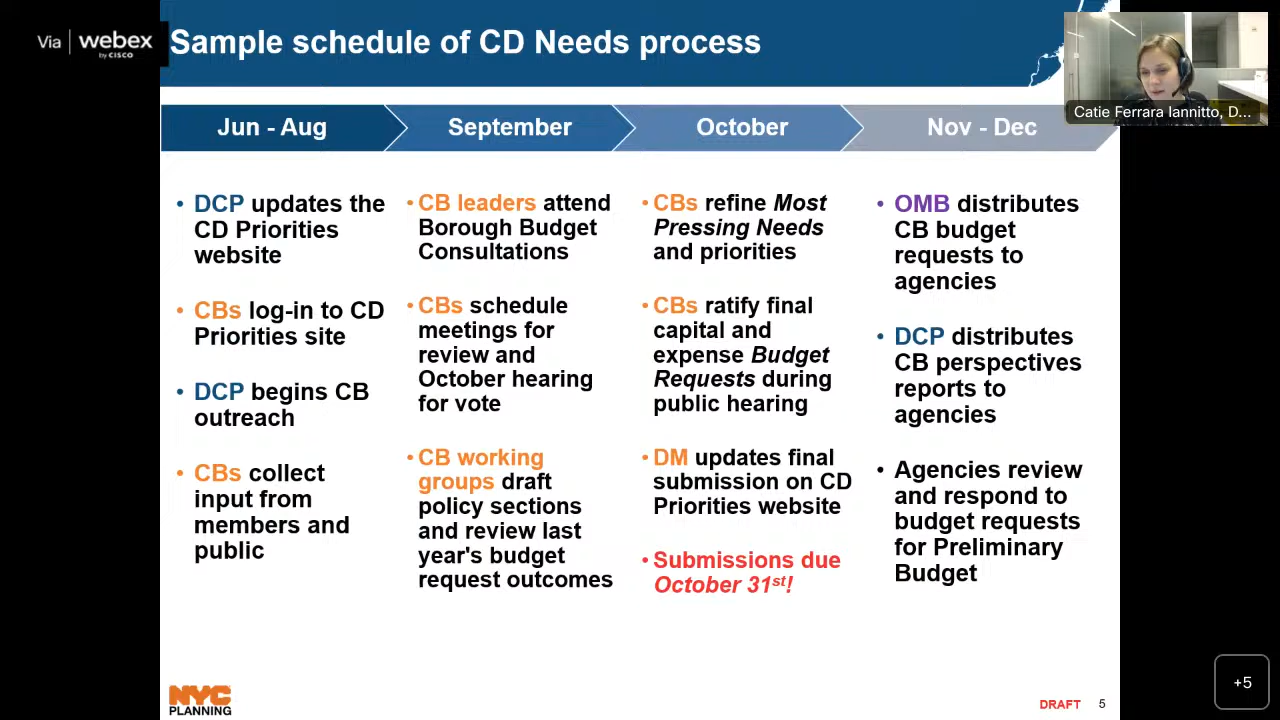 Via | webex
by CISCO
Sample schedule of CD Needs process
Catie Ferrara Iannitto, D...
Jun - Aug
September
October
Nov - Dec
• DCP updates the
CD Priorities
website
• CBs log-in to CD
Priorities site
• DCP begins CB
outreach
• CBs collect
input from
members and
public
• CB leaders attend
Borough Budget
Consultations
• CBs schedule
meetings for
review and
October hearing
for vote
• CB working
groups draft
policy sections
and review last
year's budget
request outcomes
• CBs refine Most
Pressing Needs
and priorities
• CBs ratify final
capital and
expense Budget
Requests during
public hearing
• DM updates final
submission on CD
Priorities website
• Submissions due
October 31st!
• OMB distributes
CB budget
requests to
agencies
• DCP distributes
CB perspectives
reports to
agencies
• Agencies review
and respond to
budget requests
for Preliminary
Budget
NYC
PLANNING
DRAFT 5
+5